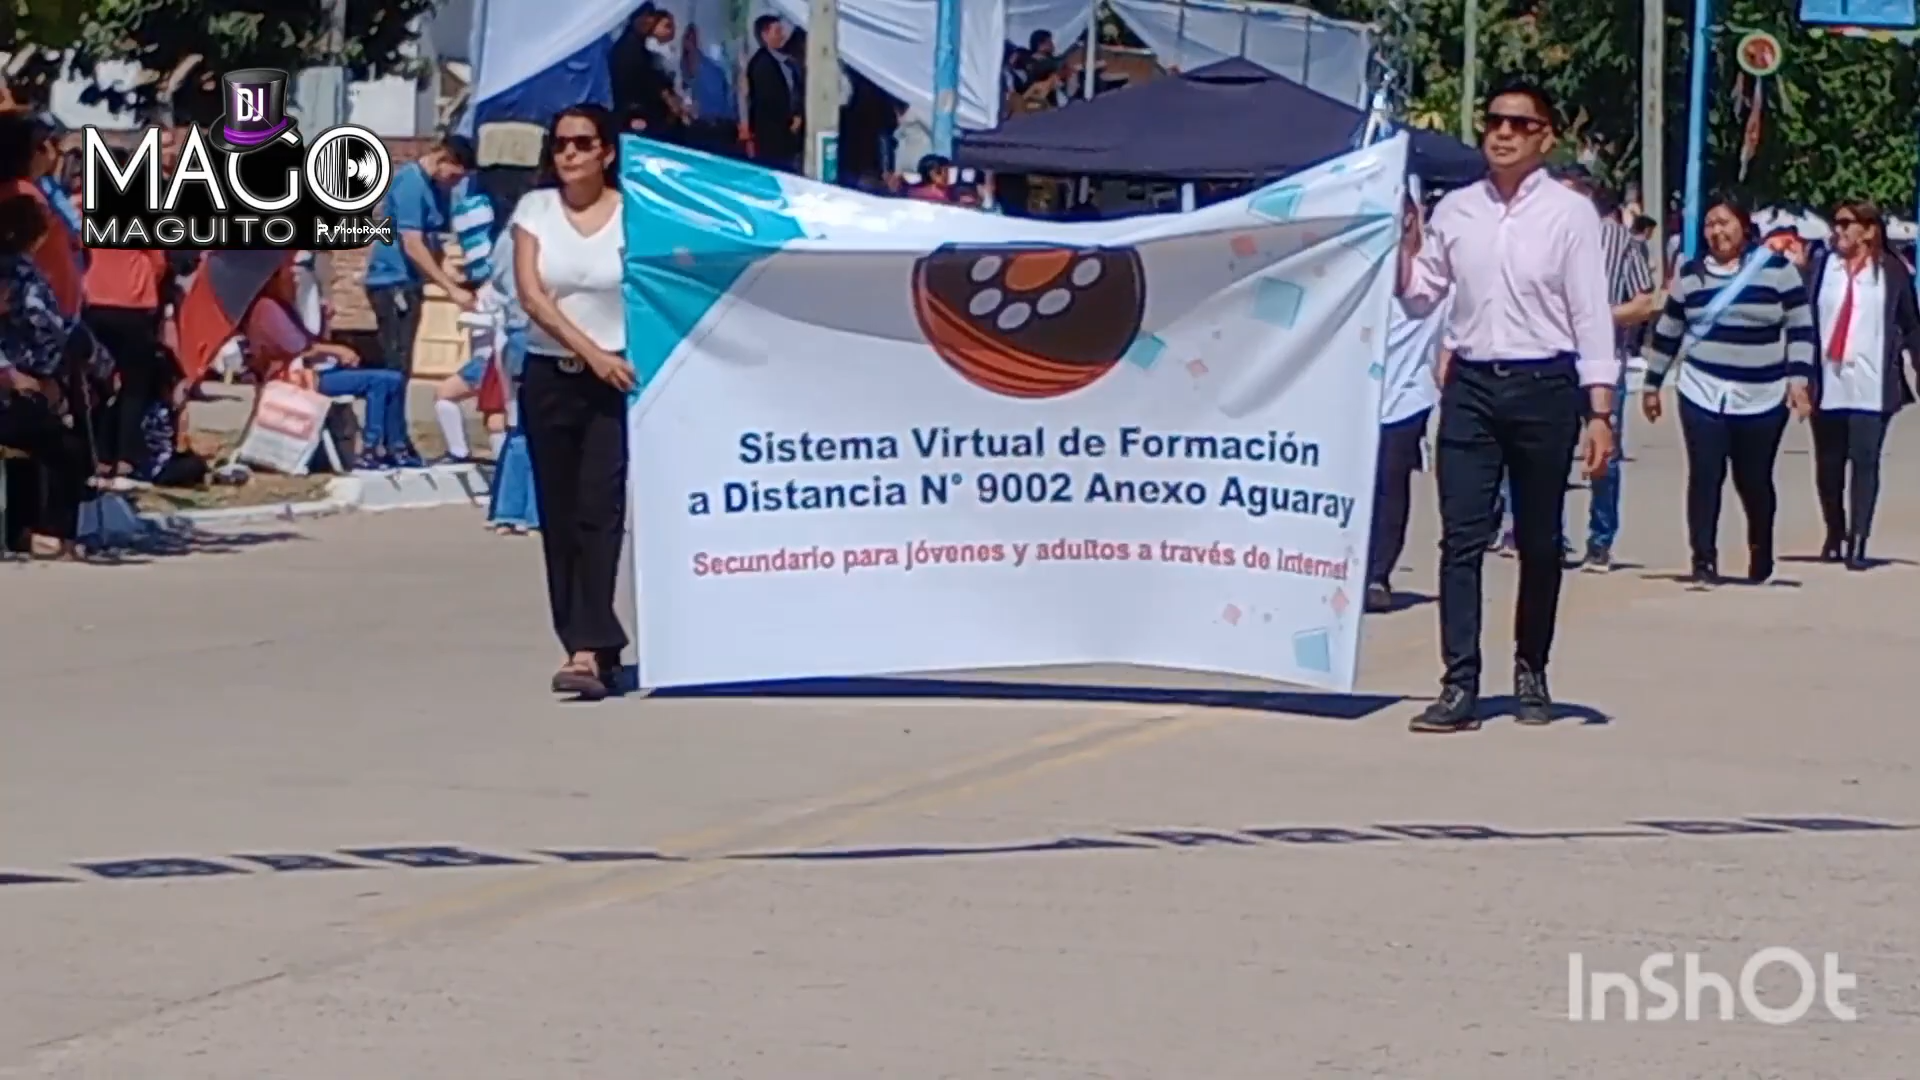 DJ
MAGO
MAGUITO MIX
PhotoRoom
Sistema Virtual de Formación
a Distancia N° 9002 Anexo Aguaray
Secundario para jóvenes y adultos a través de Internet
InShOt